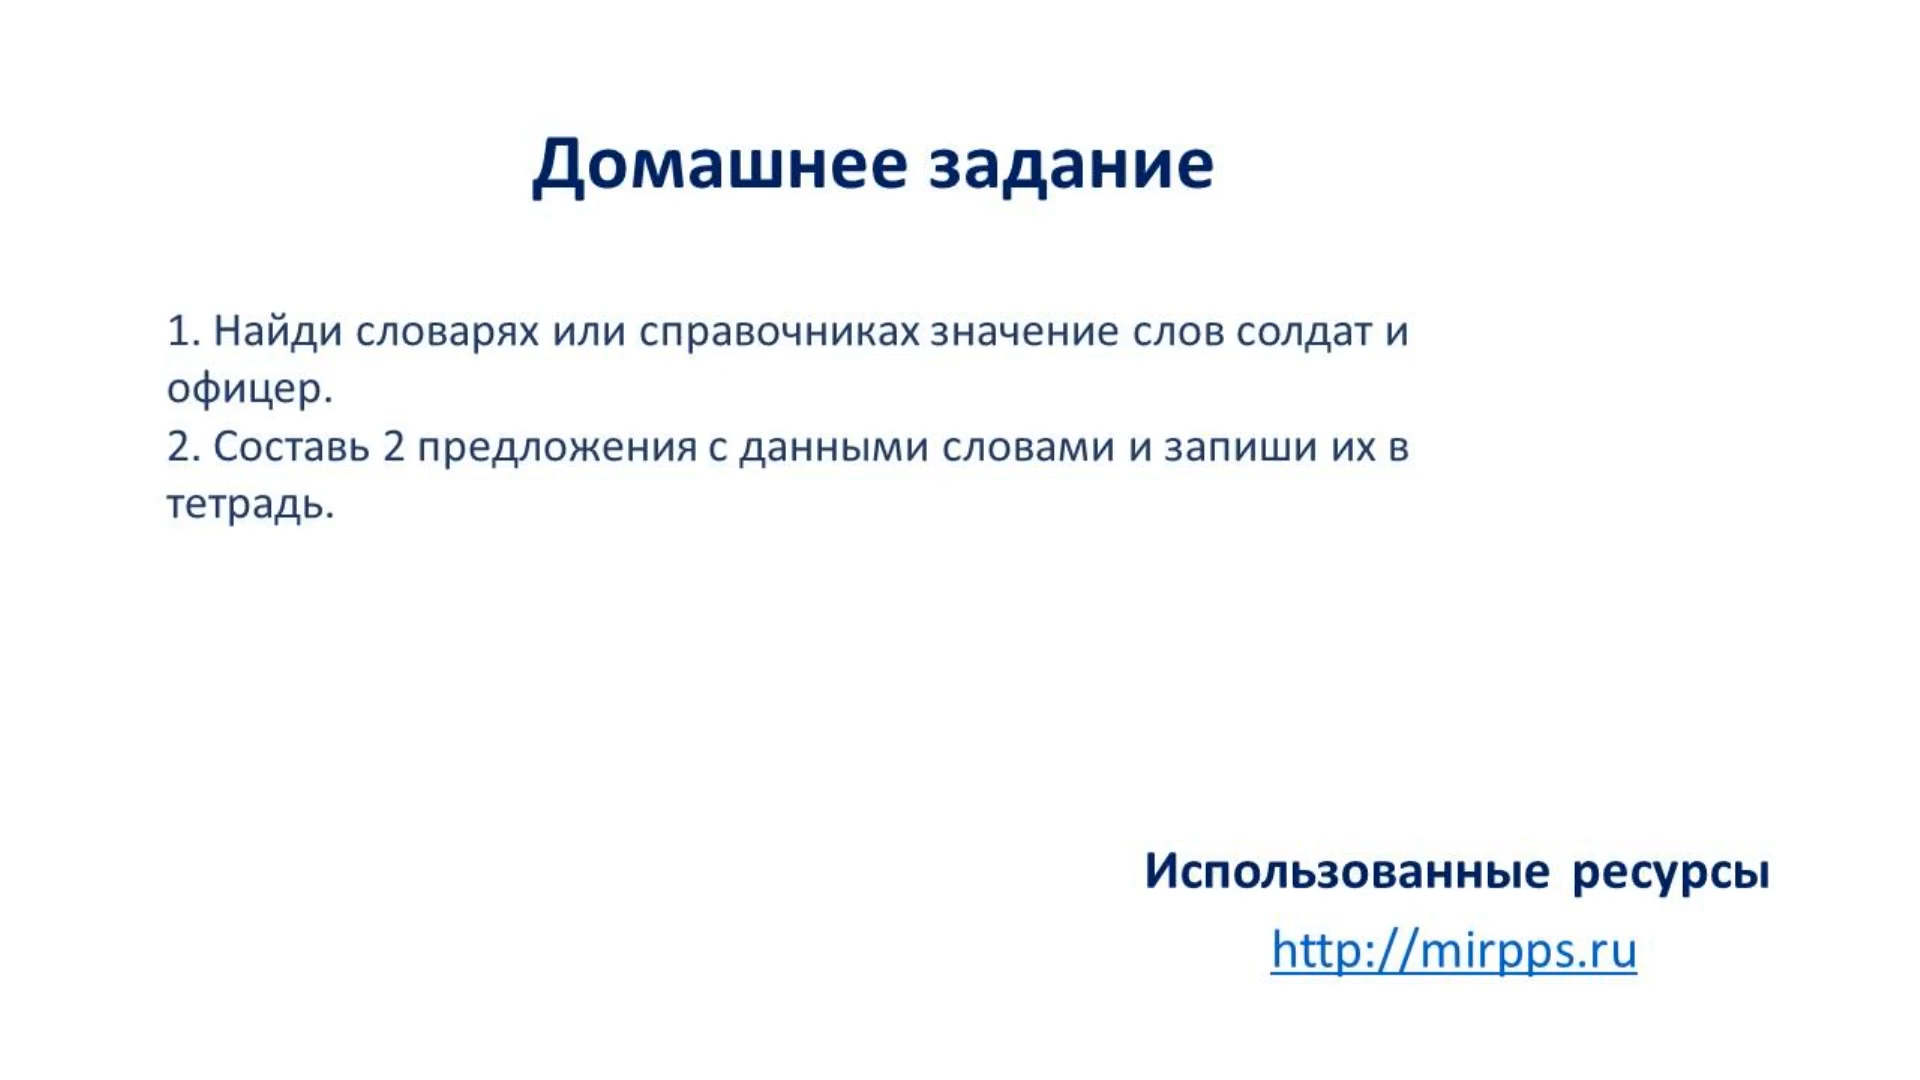 Домашнее задание
1. Найди словарях или справочниках значение слов солдат и
офицер.
2. Составь 2 предложения с данными словами и запиши их в
тетрадь.
Использованные ресурсы
http://mirpps.ru